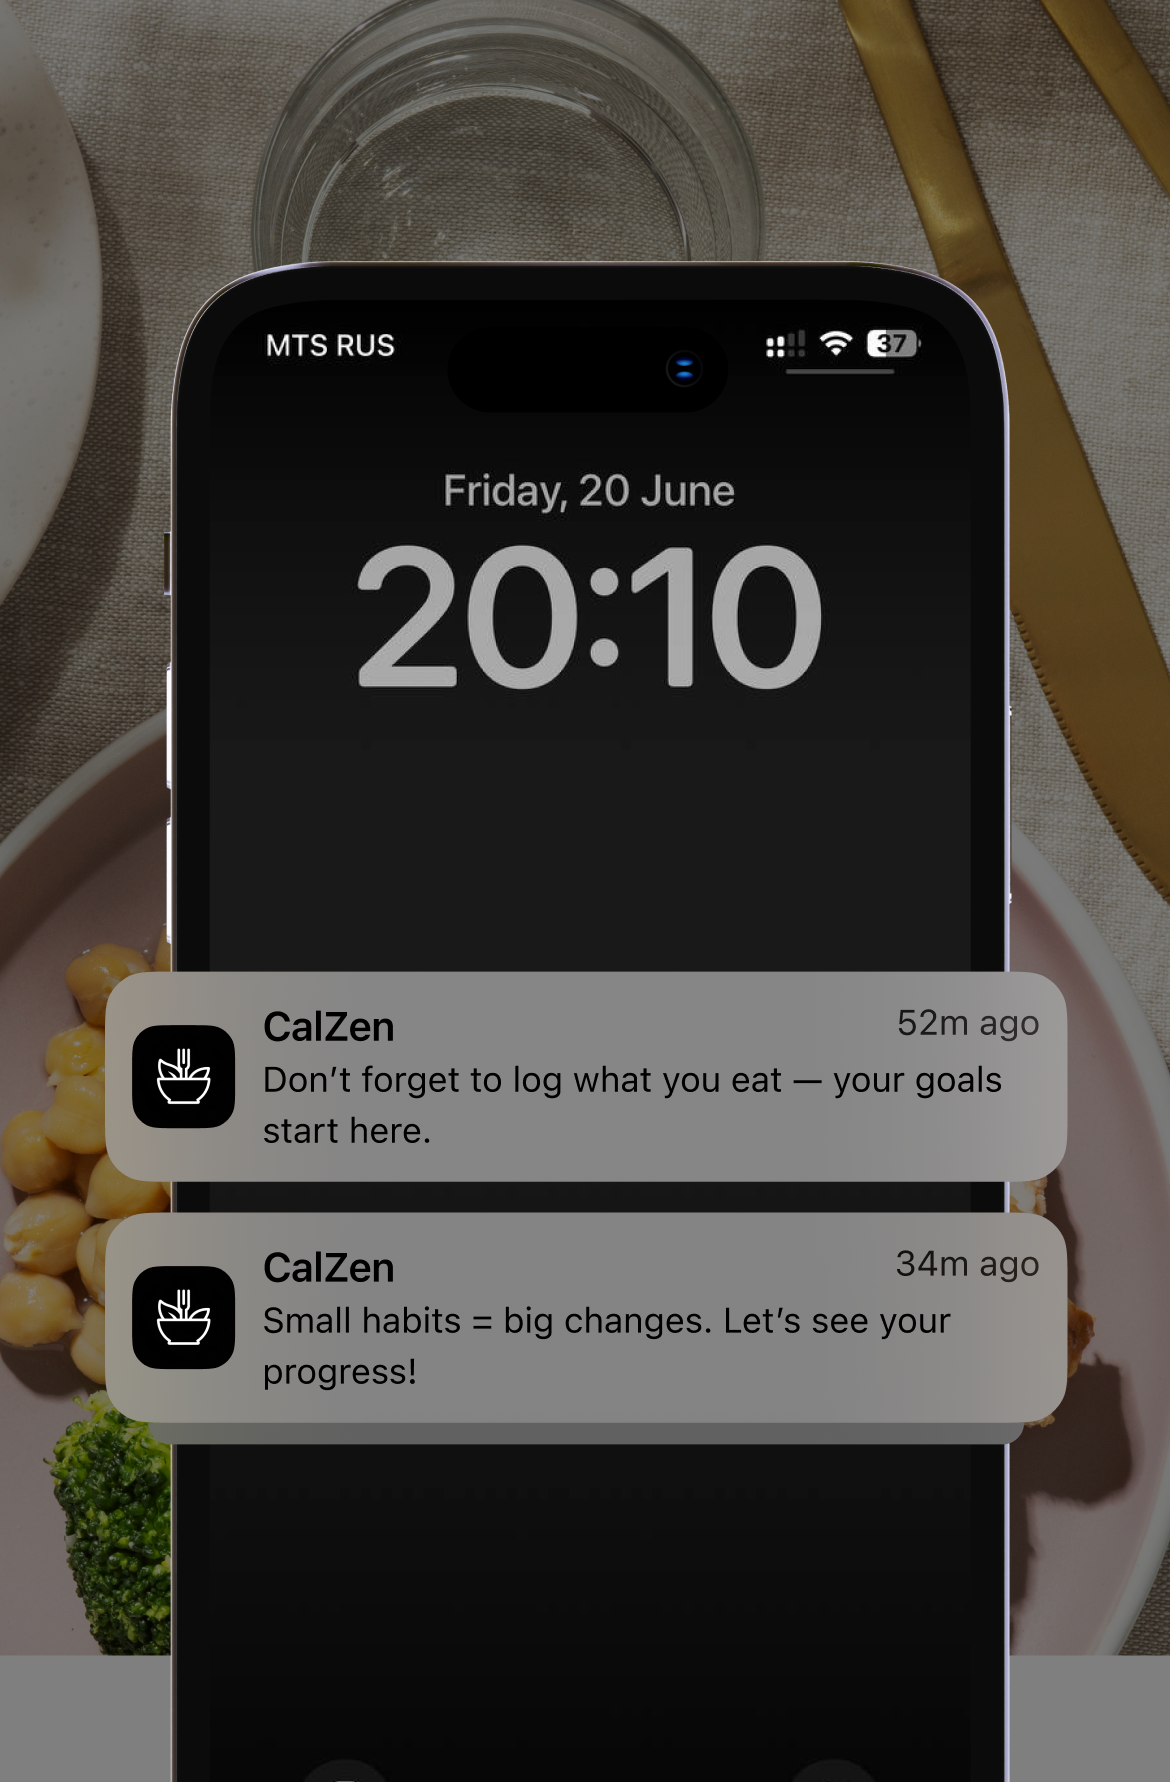 MTS RUS
37
Friday, 20 June
20:10
CalZen
52m ago
Don’t forget to log what you eat — your goals
start here.
CalZen
34m ago
Small habits = big changes. Let’s see your
progress!